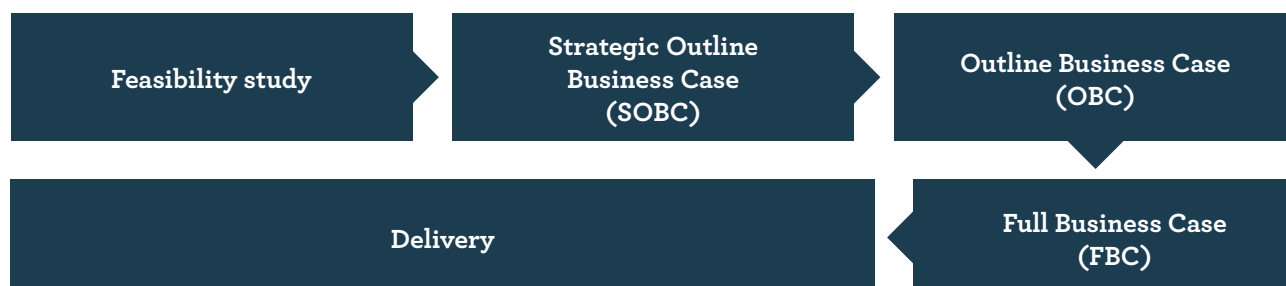 Feasibility study
Strategic Outline
Business Case
(SOBC)
Outline Business Case
(OBC)
Full Business Case
(FBC)
Delivery